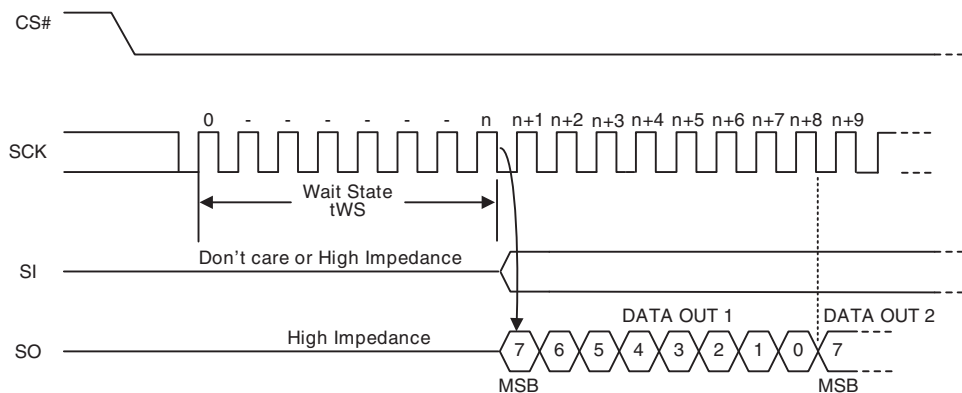 CS#
0 - - - - - - n n+1 n+2 n+3 n+4 n+5 n+6 n+7 n+8 n+9
SCK
Wait State
tWS
Don't care or High Impedance
SI
DATA OUT 1 DATA OUT 2
High Impedance
SO
7 6 5 4 3 2 1 0 7
MSB MSB